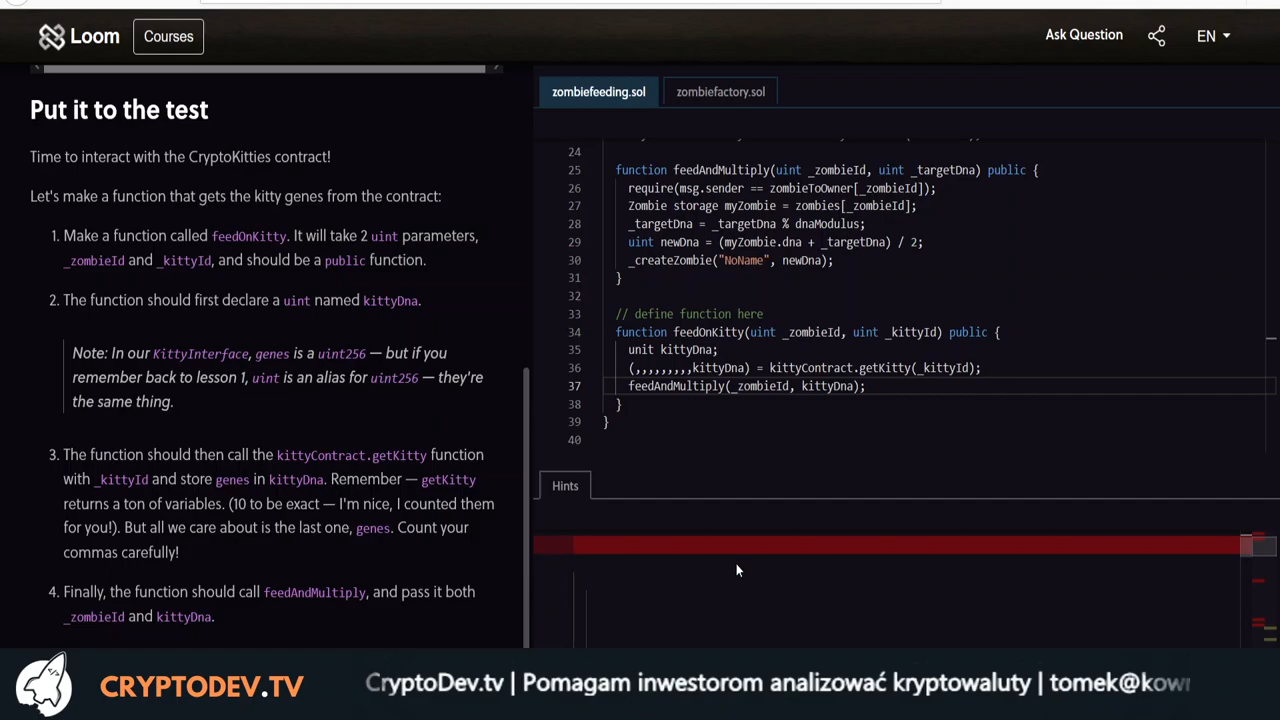 Loom
Courses
Ask Question
EN
Put it to the test
Time to interact with the CryptoKitties contract!
Let's make a function that gets the kitty genes from the contract:
1. Make a function called feedOnKitty. It will take 2 uint parameters,
_zombieId and _kittyId, and should be a public function.
2. The function should first declare a uint named kittyDna.
Note: In our KittyInterface, genes is a uint256 — but if you
remember back to lesson 1, uint is an alias for uint256 — they're
the same thing.
3. The function should then call the kittyContract.getKitty function
with _kittyId and store genes in kittyDna. Remember — getKitty
returns a ton of variables. (10 to be exact — I'm nice, I counted them
for you!). But all we care about is the last one, genes. Count your
commas carefully!
4. Finally, the function should call feedAndMultiply, and pass it both
_zombieId and kittyDna.
zombiefeeding.sol
zombiefactory.sol
24
25 function feedAndMultiply(uint _zombieId, uint _targetDna) public {
26 require(msg.sender == zombieToOwner[_zombieId]);
27 Zombie storage myZombie = zombies[_zombieId];
28 _targetDna = _targetDna % dnaModulus;
29 uint newDna = (myZombie.dna + _targetDna) / 2;
30 _createZombie("NoName", newDna);
31 }
32
33 // define function here
34 function feedOnKitty(uint _zombieId, uint _kittyId) public {
35 unit kittyDna;
36 (,,,,,,,,,kittyDna) = kittyContract.getKitty(_kittyId);
37 feedAndMultiply(_zombieId, kittyDna);
38 }
39 }
40
Hints
CRYPTODEV.TV
CryptoDev.tv | Pomagam inwestorom analizować kryptowaluty | tomek@kowr